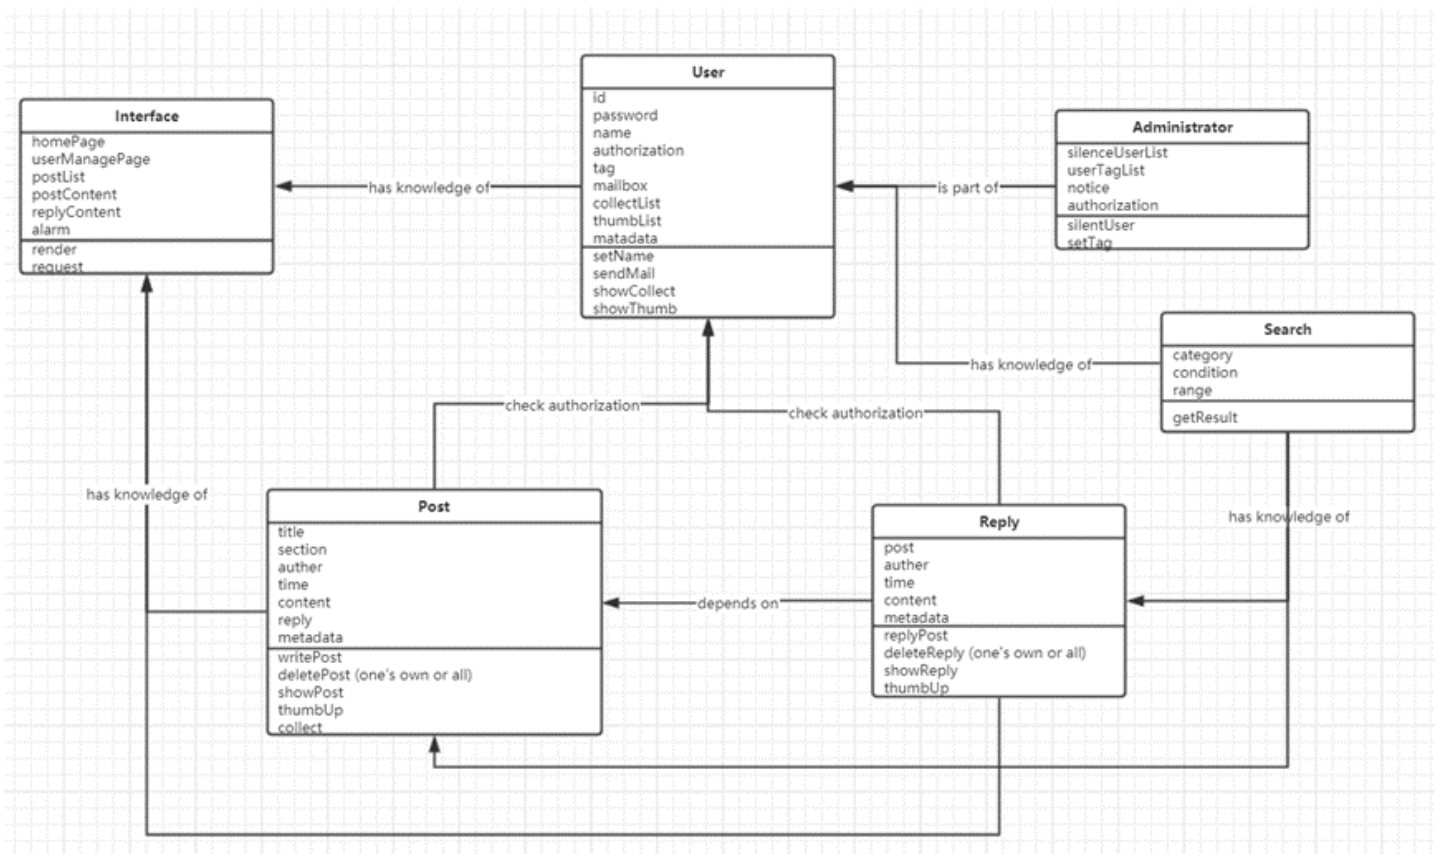 User
id
password
name
authorization
tag
mailbox
collectList
thumbList
matadata
setName
sendMail
showCollect
showThumb
Interface
homePage
userManagePage
postList
postContent
replyContent
alarm
render
request
has knowledge of
Administrator
silenceUserList
userTagList
notice
authorization
silentUser
setTag
is part of
Search
category
condition
range
getResult
has knowledge of
check authorization
check authorization
has knowledge of
Post
title
section
auther
time
content
reply
metadata
writePost
deletePost (one's own or all)
showPost
thumbUp
collect
depends on
Reply
post
auther
time
content
metadata
replyPost
deleteReply (one's own or all)
showReply
thumbUp
has knowledge of